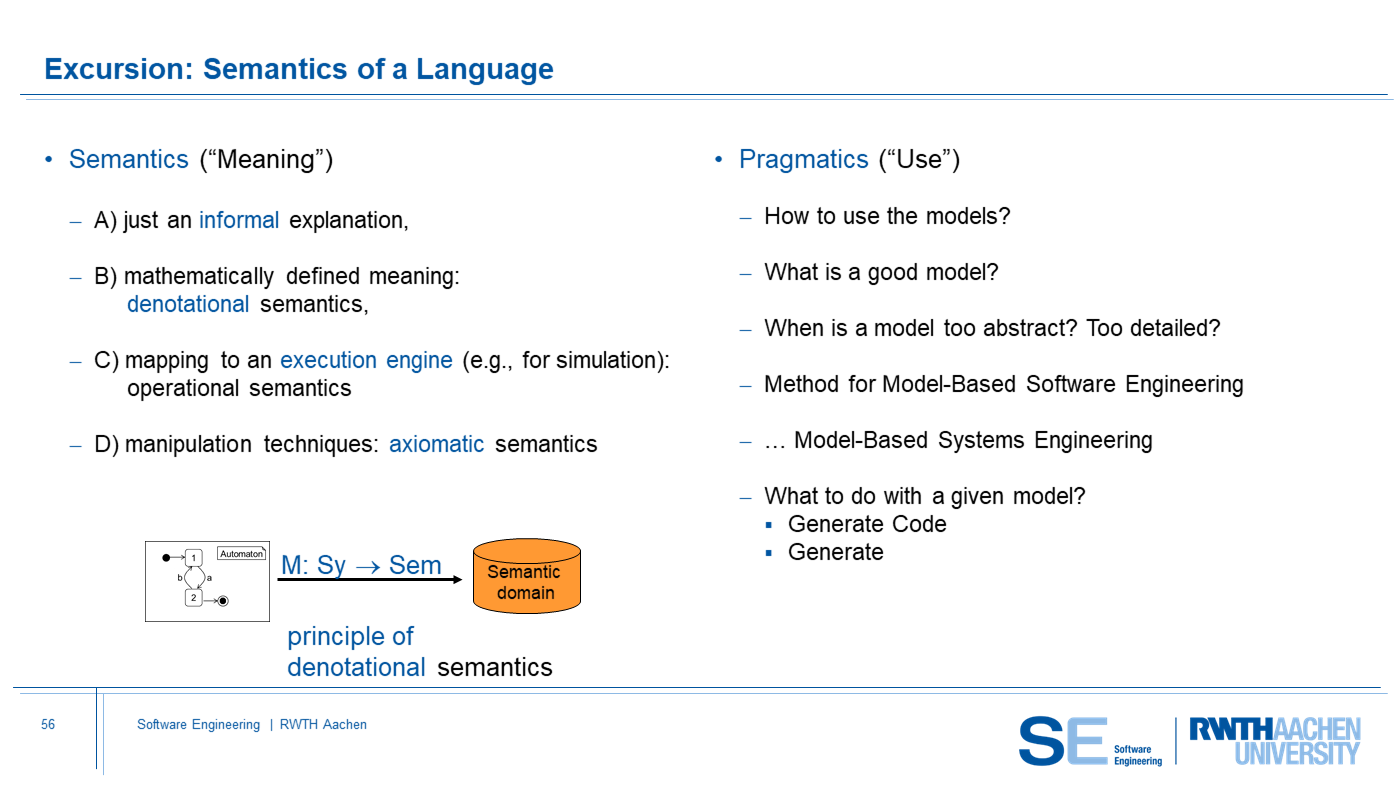 Excursion: Semantics of a Language
• Semantics (“Meaning”)
– A) just an informal explanation,
– B) mathematically defined meaning:
denotational semantics,
– C) mapping to an execution engine (e.g., for simulation):
operational semantics
– D) manipulation techniques: axiomatic semantics
Automaton
1
b
a
2
M: Sy → Sem
Semantic
domain
principle of
denotational semantics
• Pragmatics (“Use”)
– How to use the models?
– What is a good model?
– When is a model too abstract? Too detailed?
– Method for Model-Based Software Engineering
– … Model-Based Systems Engineering
– What to do with a given model?
▪ Generate Code
▪ Generate
56
Software Engineering | RWTH Aachen
SE Software
Engineering
RWTHAACHEN
UNIVERSITY